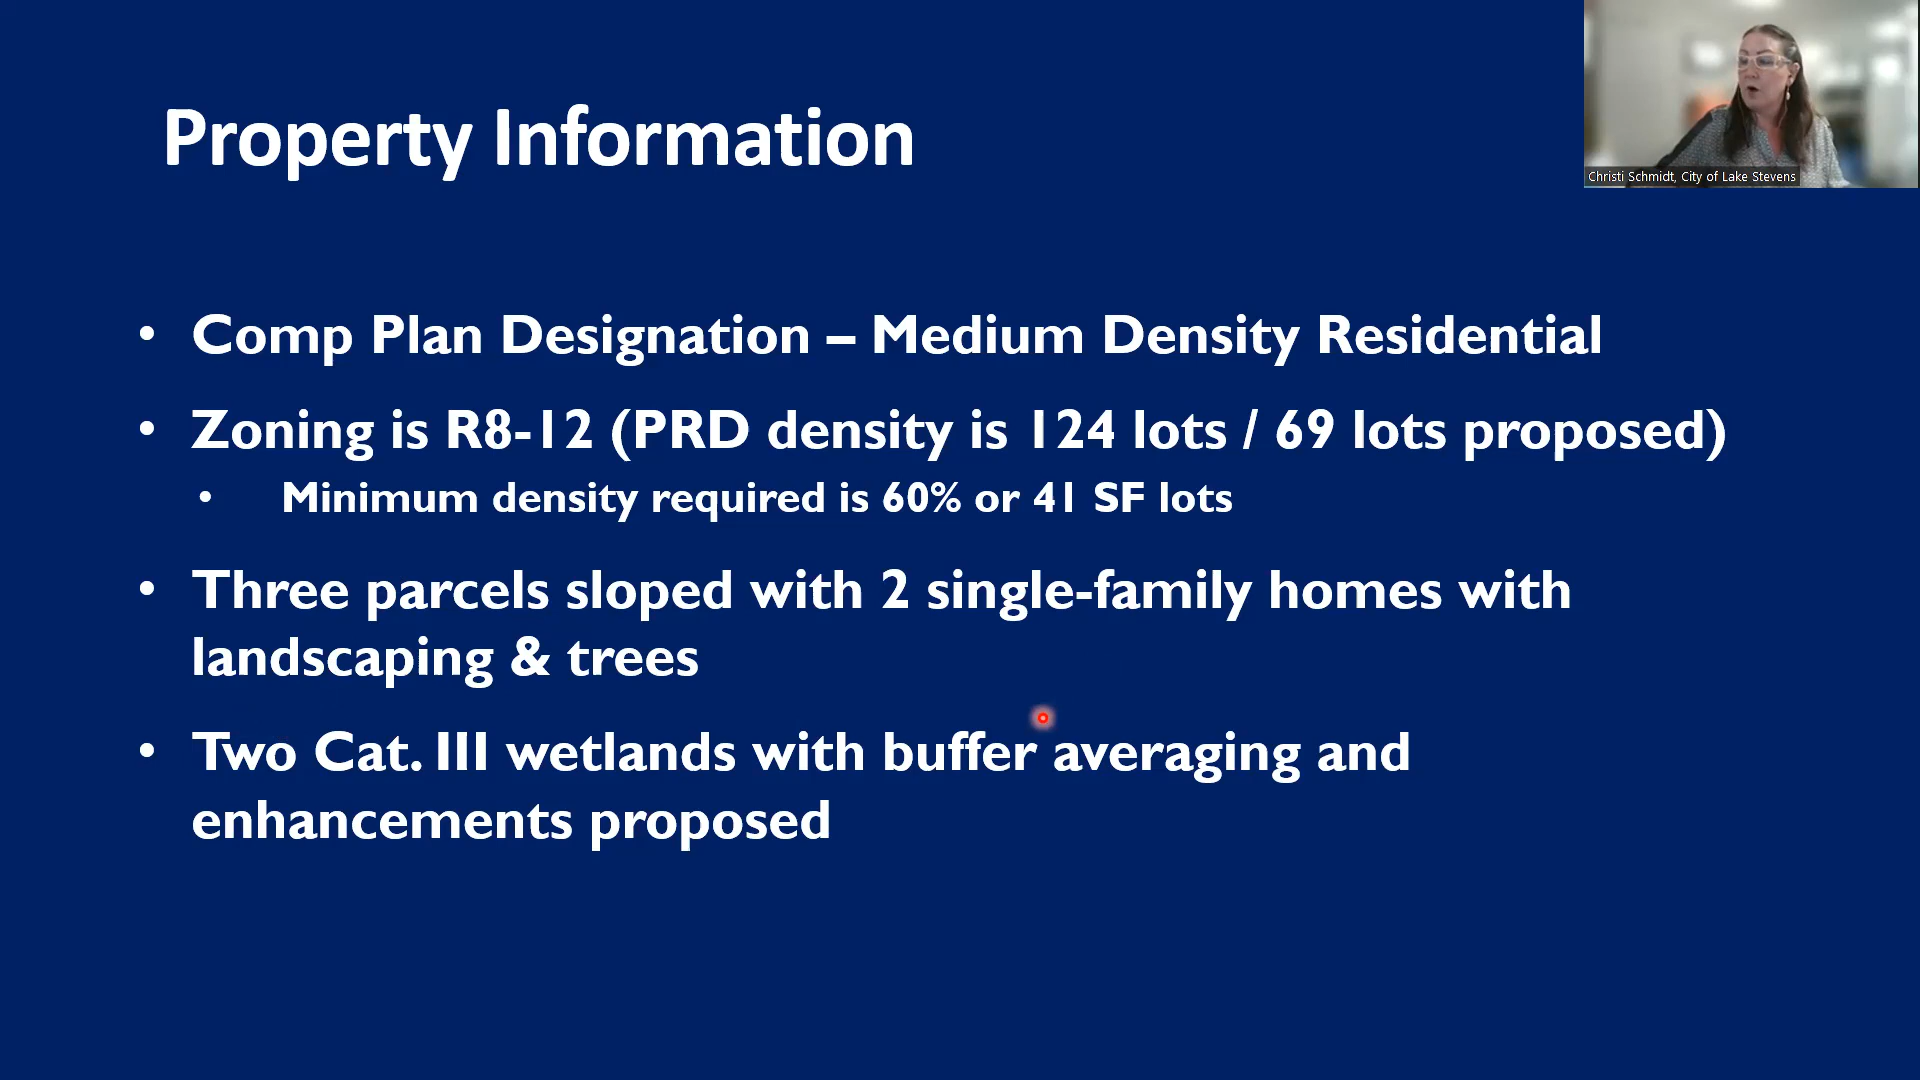 Property Information
Christi Schmidt, City of Lake Stevens
• Comp Plan Designation – Medium Density Residential
• Zoning is R8-12 (PRD density is 124 lots / 69 lots proposed)
• Minimum density required is 60% or 41 SF lots
• Three parcels sloped with 2 single-family homes with
landscaping & trees
• Two Cat. III wetlands with buffer averaging and
enhancements proposed